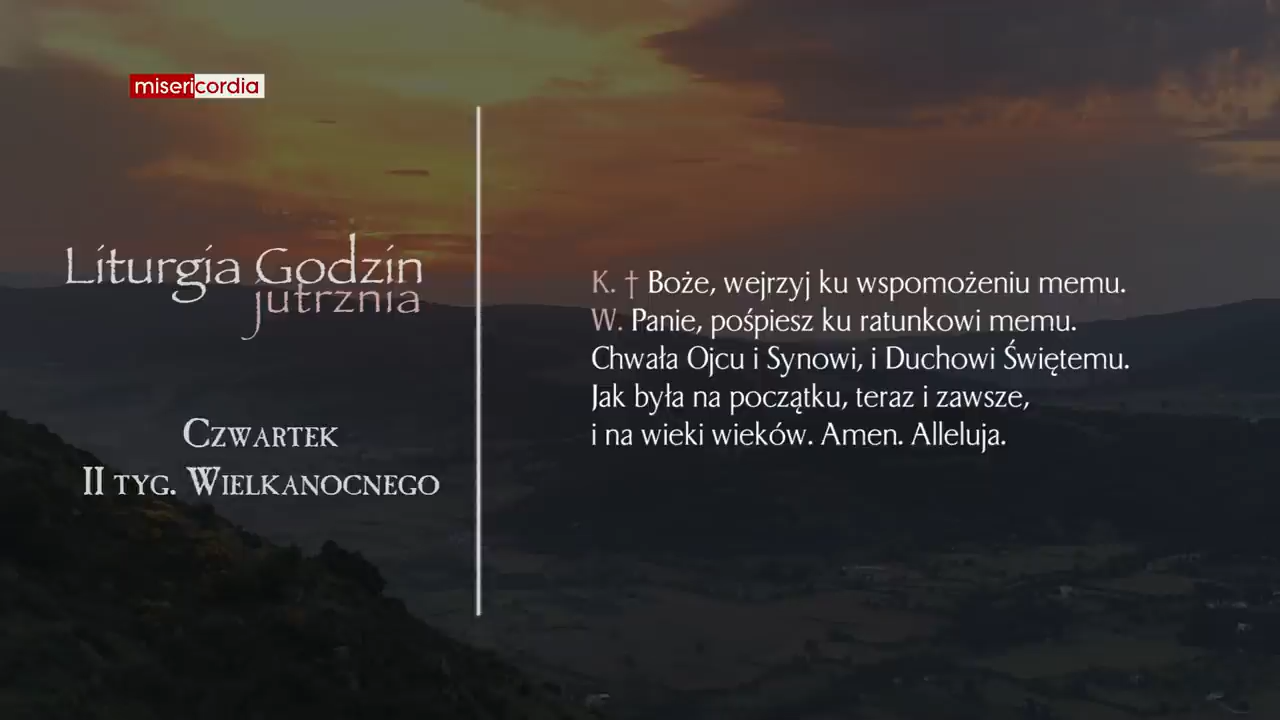 misericordia
Liturgia Godzin
jutrznia
Czwartek
II tyg. Wielkanocnego
K. † Boże, wejrzyj ku wspomożeniu memu.
W. Panie, pośpiesz ku ratunkowi memu.
Chwała Ojcu i Synowi, i Duchowi Świętemu.
Jak była na początku, teraz i zawsze,
i na wieki wieków. Amen. Alleluja.